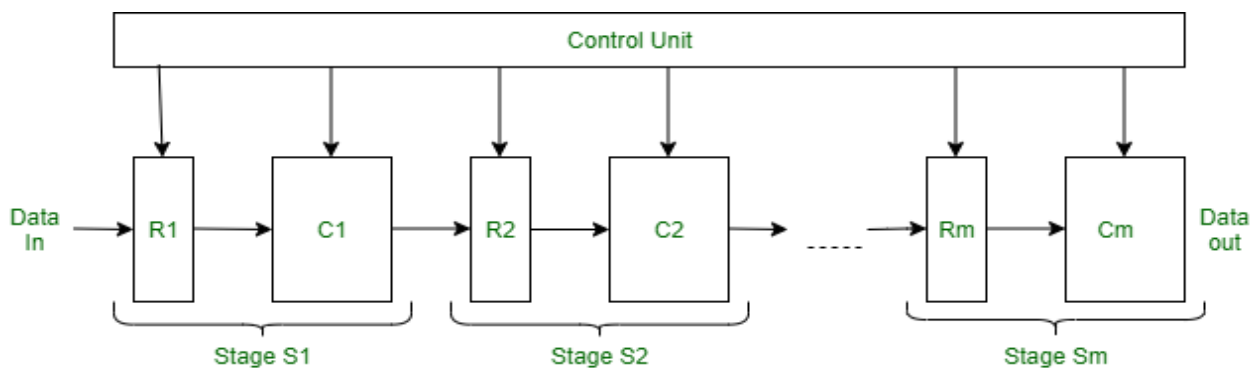 Control Unit
Data
In
R1
C1
R2
C2
-----
Rm
Cm
Data
out
Stage S1
Stage S2
Stage Sm